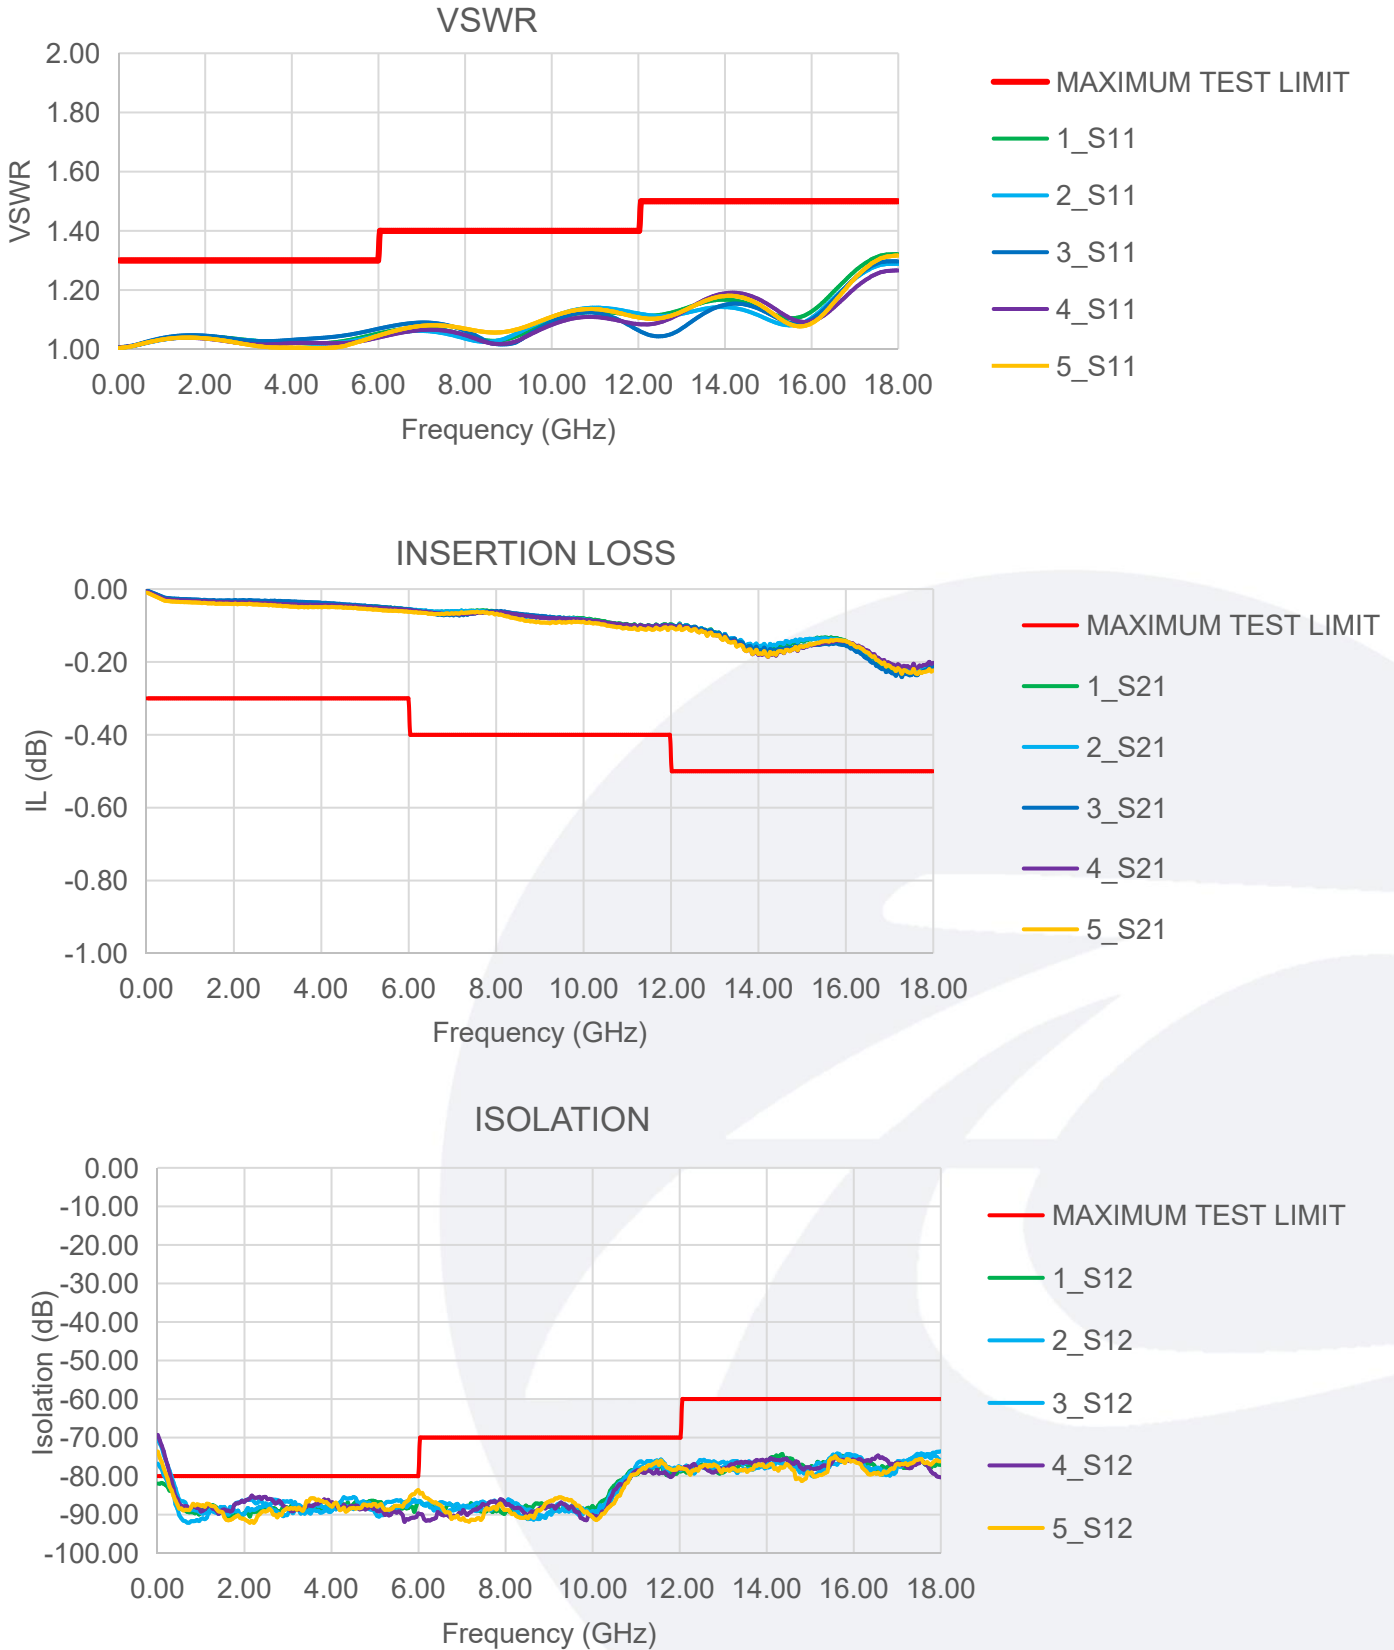 VSWR
2.00
1.80
1.60
1.40
1.20
1.00
VSWR
0.00 2.00 4.00 6.00 8.00 10.00 12.00 14.00 16.00 18.00
Frequency (GHz)
MAXIMUM TEST LIMIT
1_S11
2_S11
3_S11
4_S11
5_S11
INSERTION LOSS
0.00
-0.20
-0.40
-0.60
-0.80
-1.00
IL (dB)
0.00 2.00 4.00 6.00 8.00 10.00 12.00 14.00 16.00 18.00
Frequency (GHz)
MAXIMUM TEST LIMIT
1_S21
2_S21
3_S21
4_S21
5_S21
ISOLATION
0.00
-10.00
-20.00
-30.00
-40.00
-50.00
-60.00
-70.00
-80.00
-90.00
-100.00
Isolation (dB)
0.00 2.00 4.00 6.00 8.00 10.00 12.00 14.00 16.00 18.00
Frequency (GHz)
MAXIMUM TEST LIMIT
1_S12
2_S12
3_S12
4_S12
5_S12